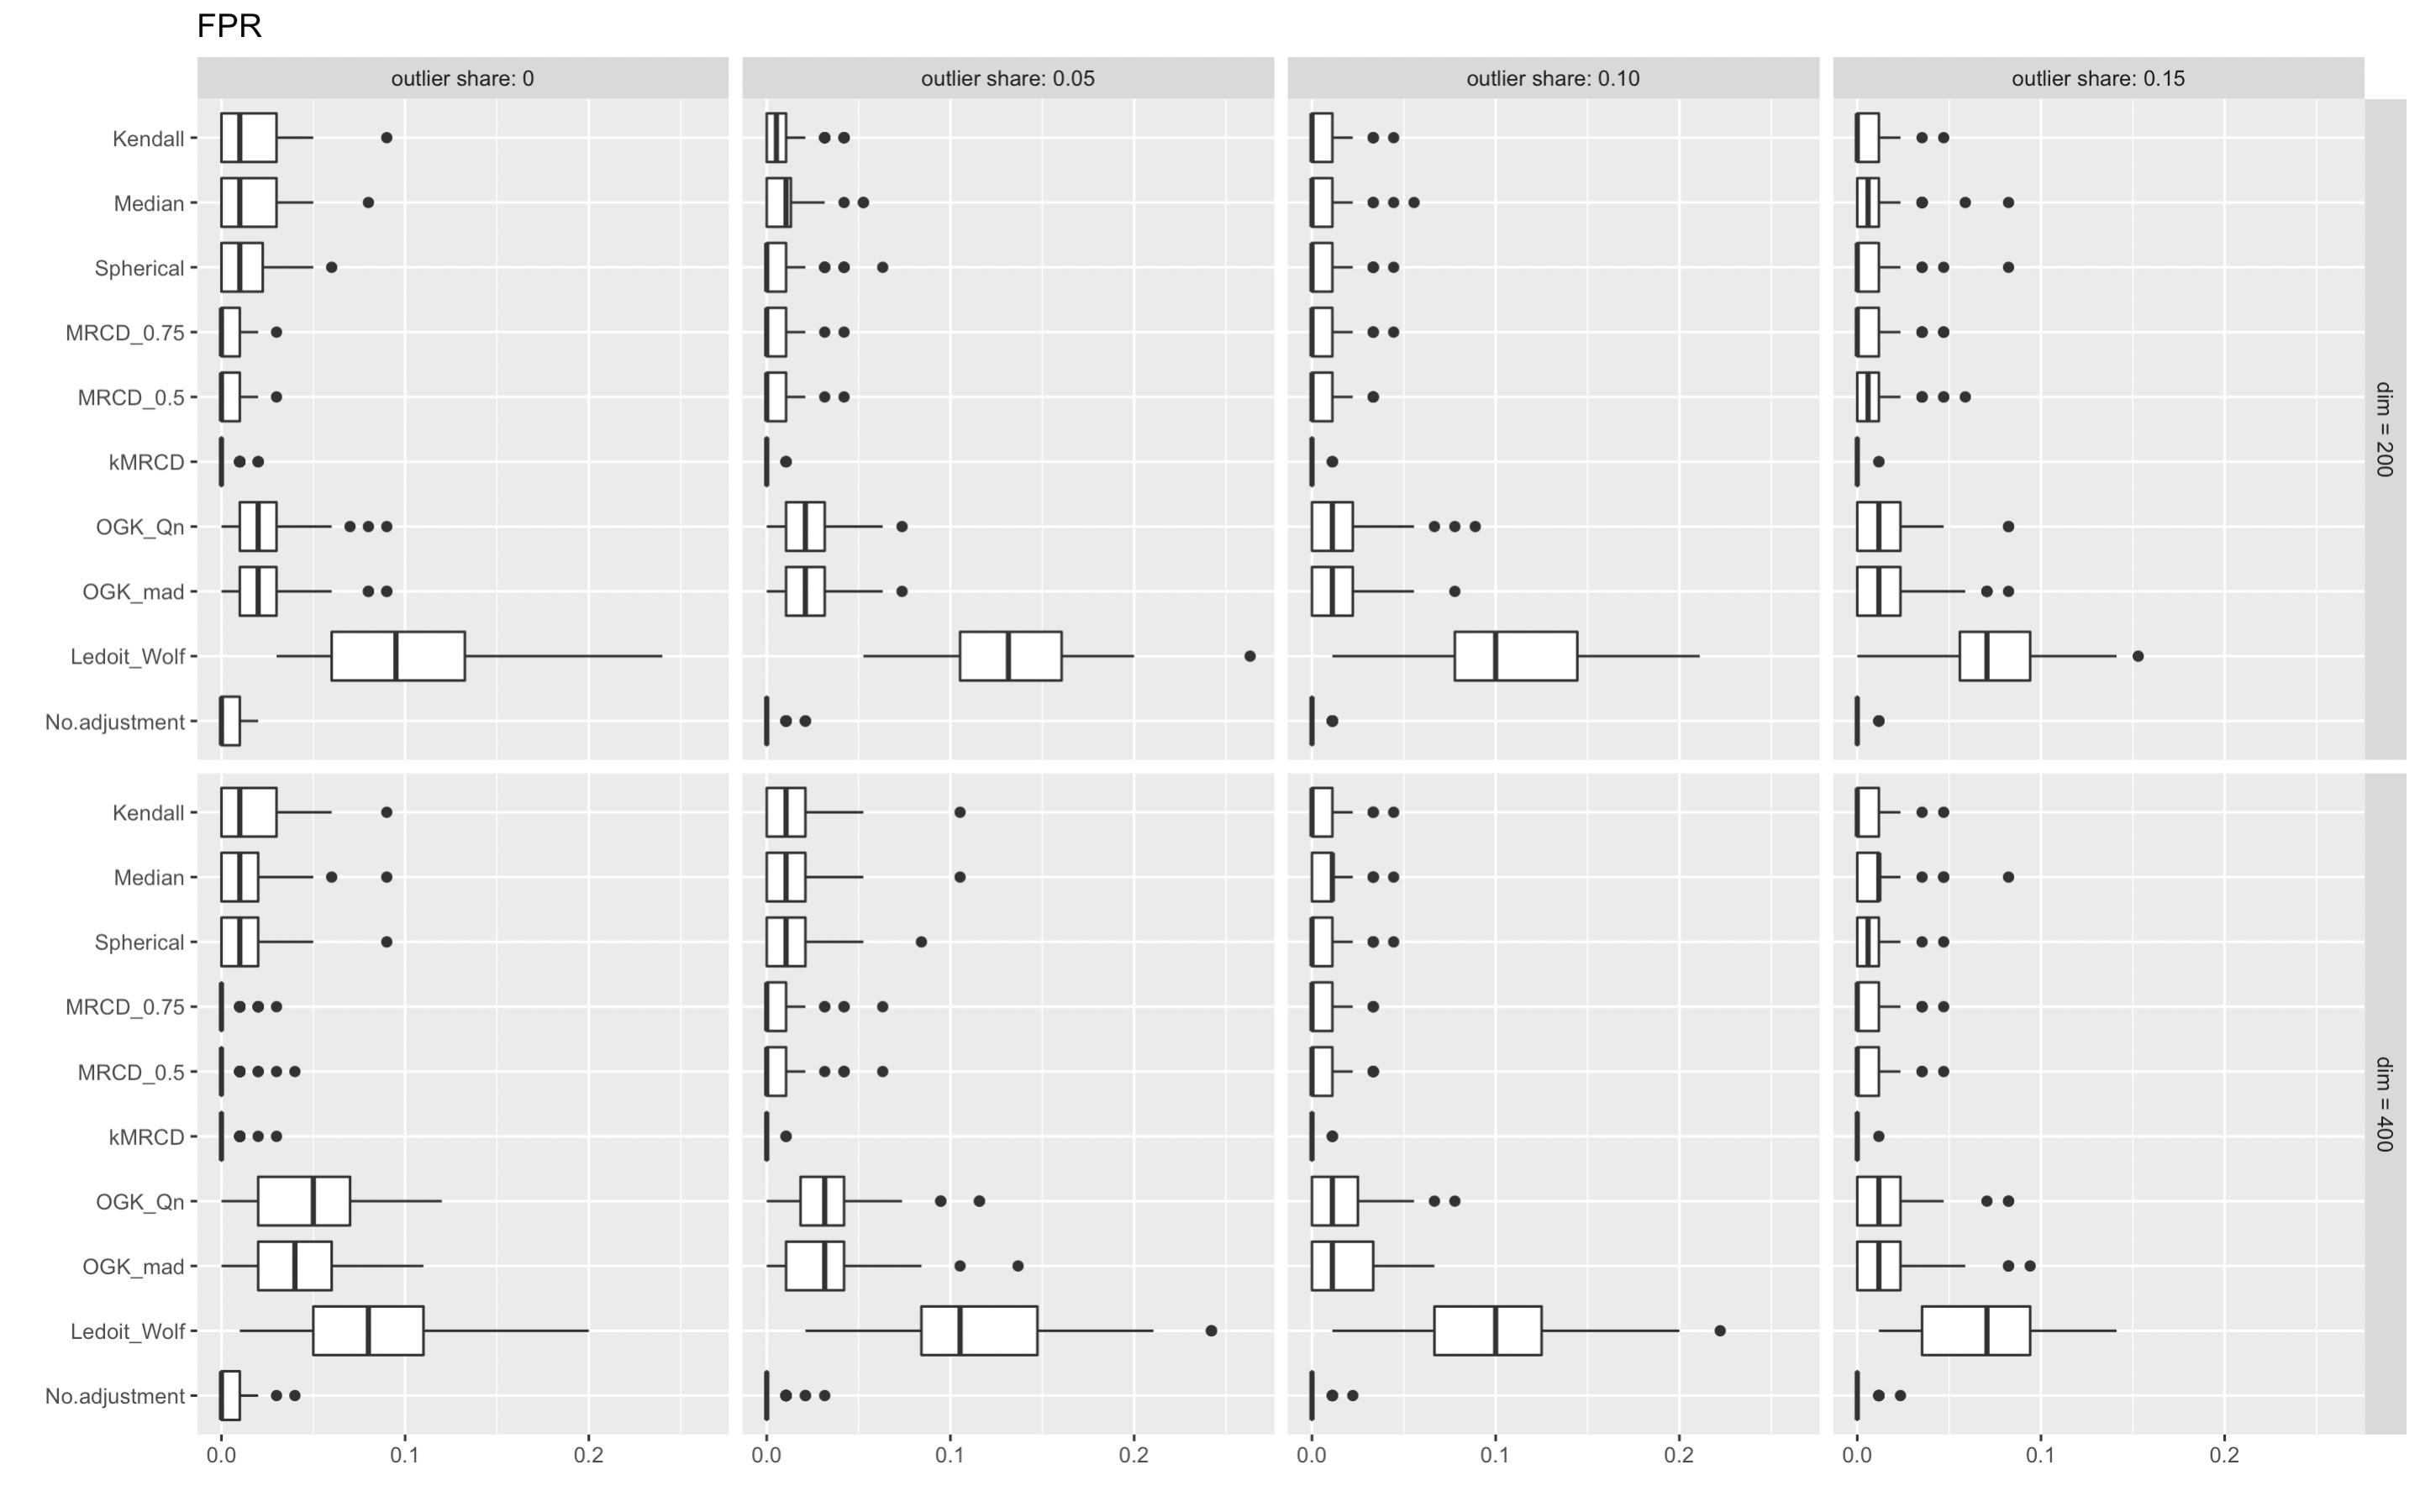 FPR
outlier share: 0
outlier share: 0.05
outlier share: 0.10
outlier share: 0.15
Kendall
Median
Spherical
MRCD_0.75
MRCD_0.5
kMRCD
OGK_Qn
OGK_mad
Ledoit_Wolf
No.adjustment
dim = 200
Kendall
Median
Spherical
MRCD_0.75
MRCD_0.5
kMRCD
OGK_Qn
OGK_mad
Ledoit_Wolf
No.adjustment
dim = 400
0.0 0.1 0.2
0.0 0.1 0.2
0.0 0.1 0.2
0.0 0.1 0.2